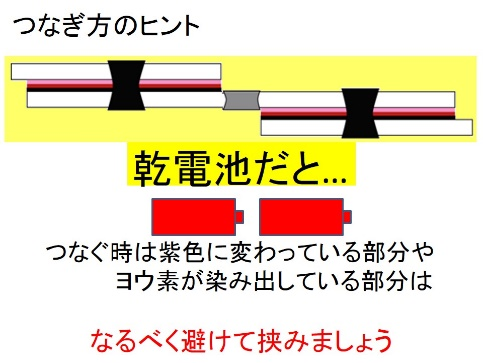 つなぎ方のヒント
乾電池だと...
つなぐ時は紫色に変わっている部分や
ヨウ素が染み出している部分は
なるべく避けて挟みましょう